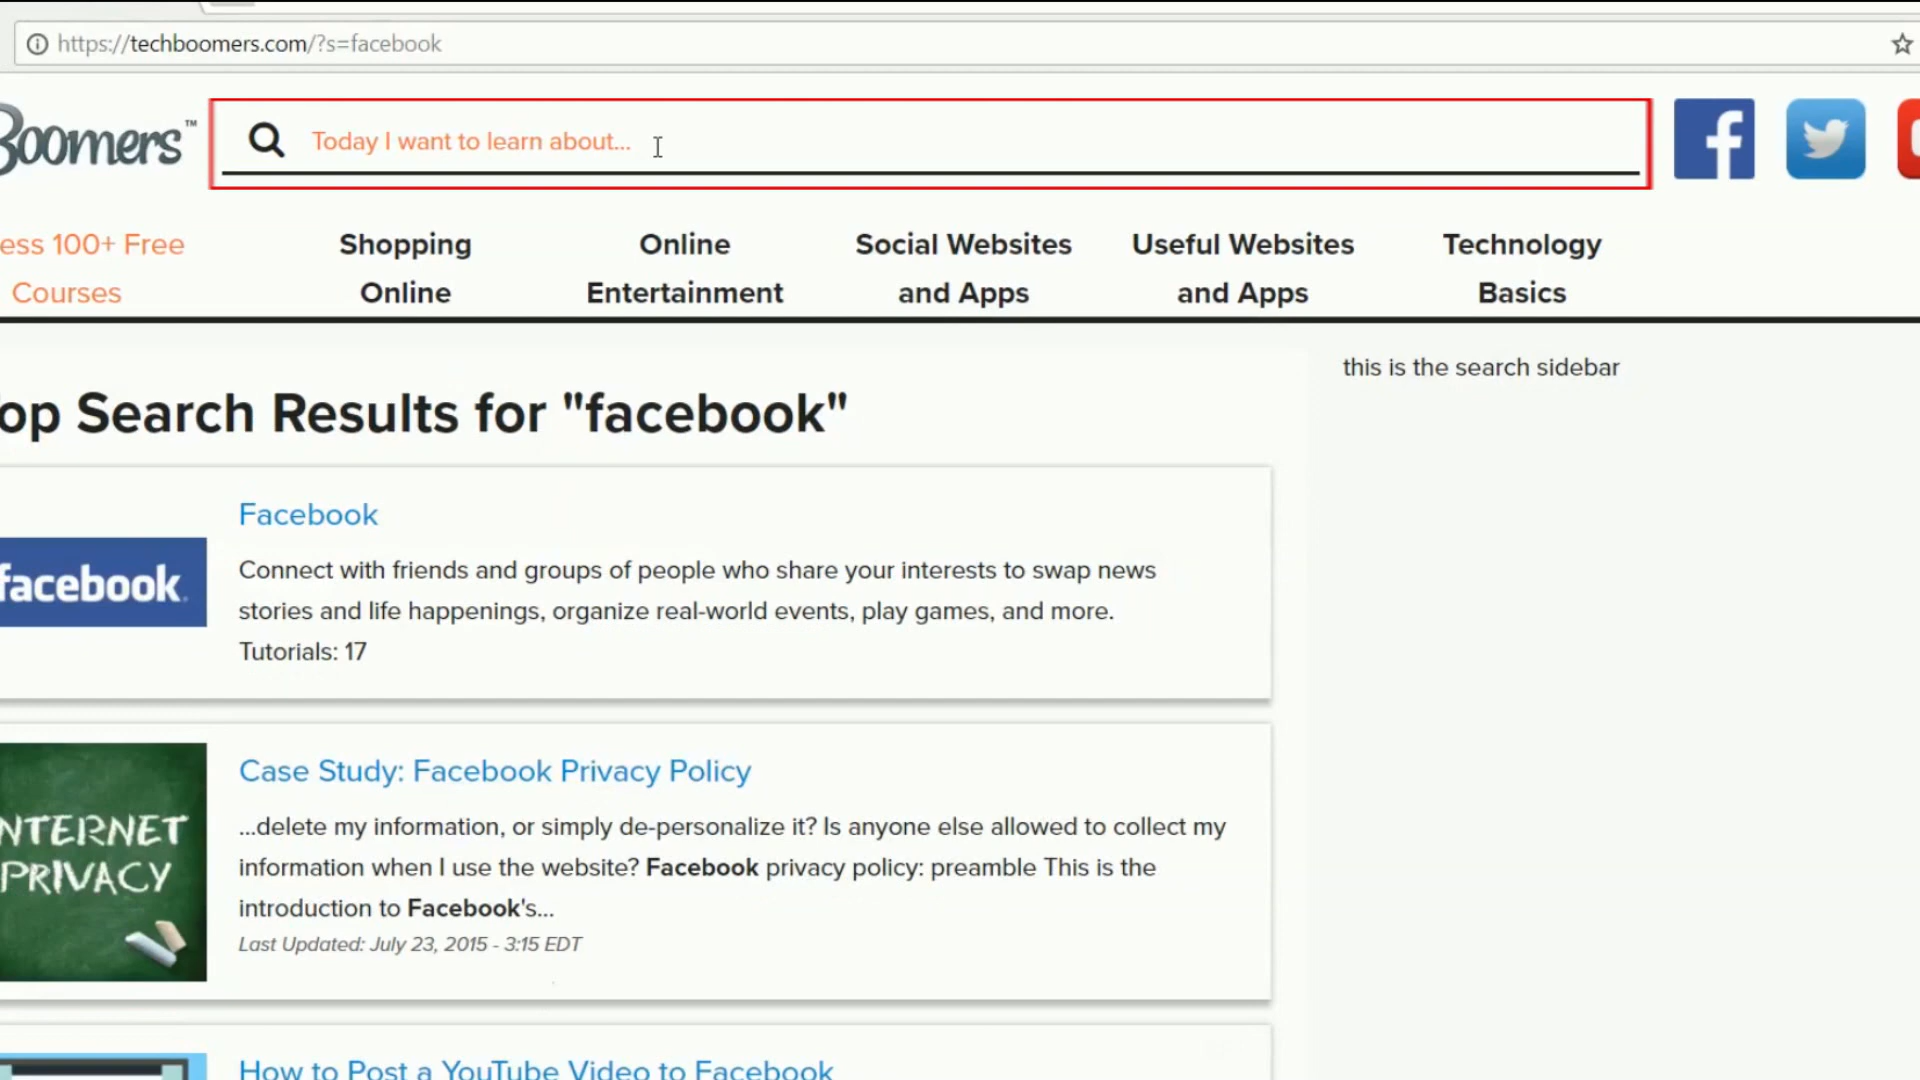 https://techboomers.com/?s=facebook
Boomers™
Today I want to learn about...
ess 100+ Free
Courses
Shopping
Online
Online
Entertainment
Social Websites
and Apps
Useful Websites
and Apps
Technology
Basics
this is the search sidebar
op Search Results for "facebook"
facebook.
Facebook
Connect with friends and groups of people who share your interests to swap news
stories and life happenings, organize real-world events, play games, and more.
Tutorials: 17
NTERNET
PRIVACY
Case Study: Facebook Privacy Policy
...delete my information, or simply de-personalize it? Is anyone else allowed to collect my
information when I use the website? Facebook privacy policy: preamble This is the
introduction to Facebook's...
Last Updated: July 23, 2015 - 3:15 EDT
How to Post a YouTube Video to Facebook